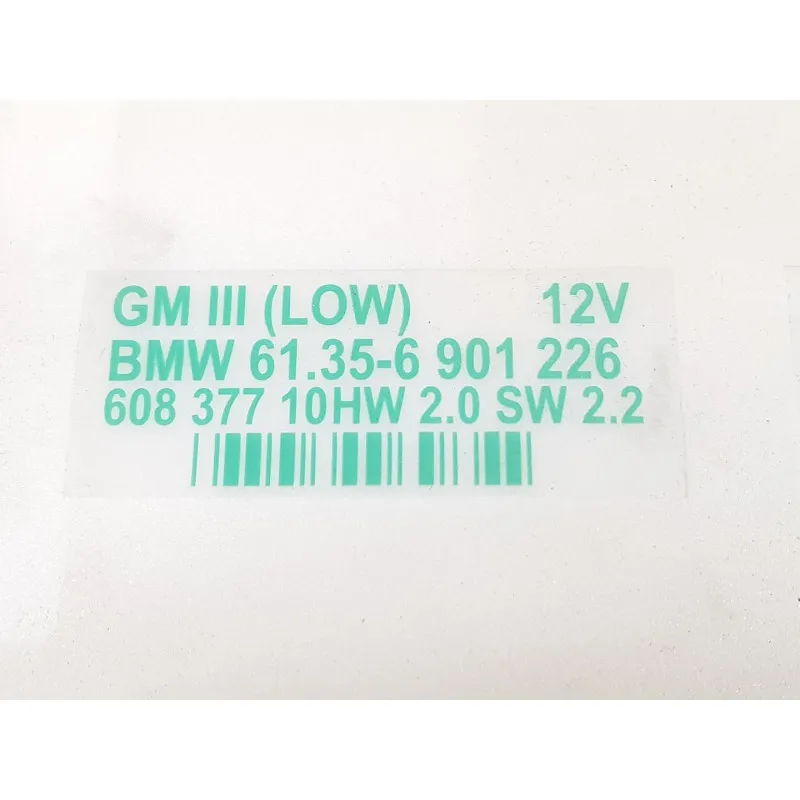 GM III (LOW) 12V
BMW 61.35-6 901 226
608 377 10HW 2.0 SW 2.2